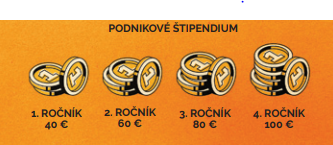 PODNIKOVÉ ŠTIPENDIUM
1. ROČNÍK 2. ROČNÍK 3. ROČNÍK 4. ROČNÍK
40 € 60 € 80 € 100 €